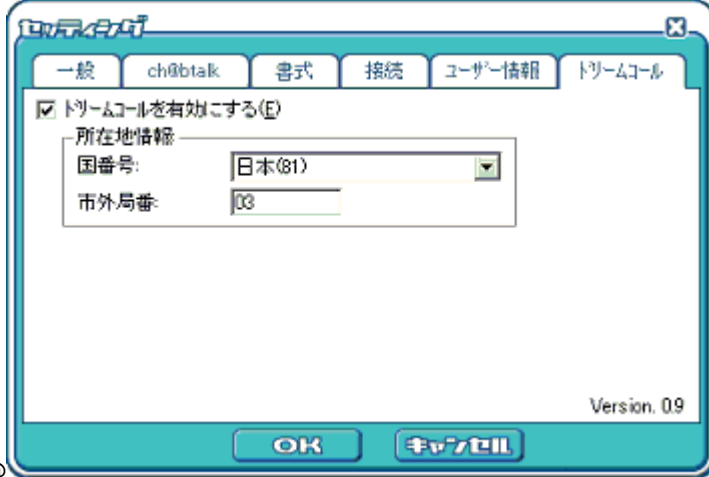 セッティング
一般 ch@btalk 書式 接続 ユーザー情報 ドリームコール
ドリームコールを有効にする(E)
所在地情報
国番号: 日本(81)
市外局番: 03
Version. 0.9
OK キャンセル